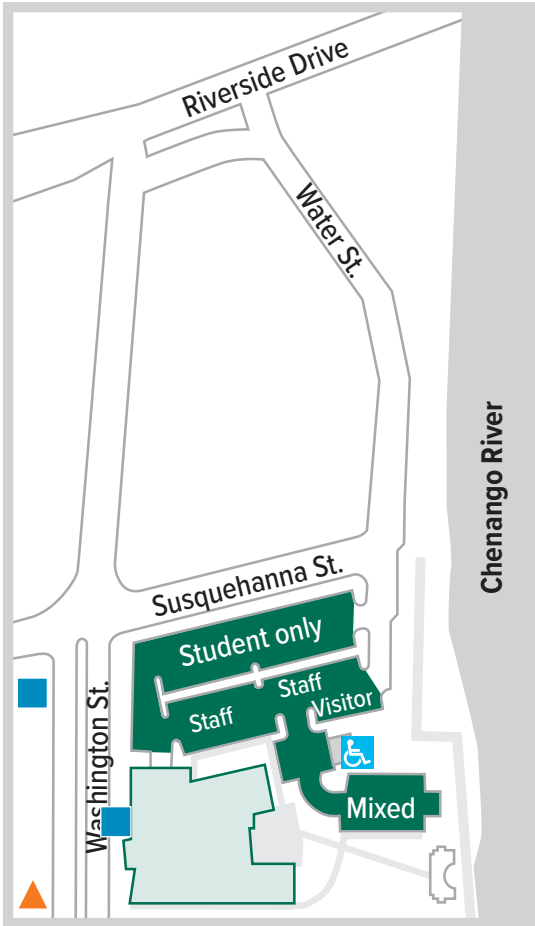 Riverside Drive
Water St.
Chenango River
Susquehanna St.
Student only
Staff
Visitor
Staff
Washington St.
Mixed